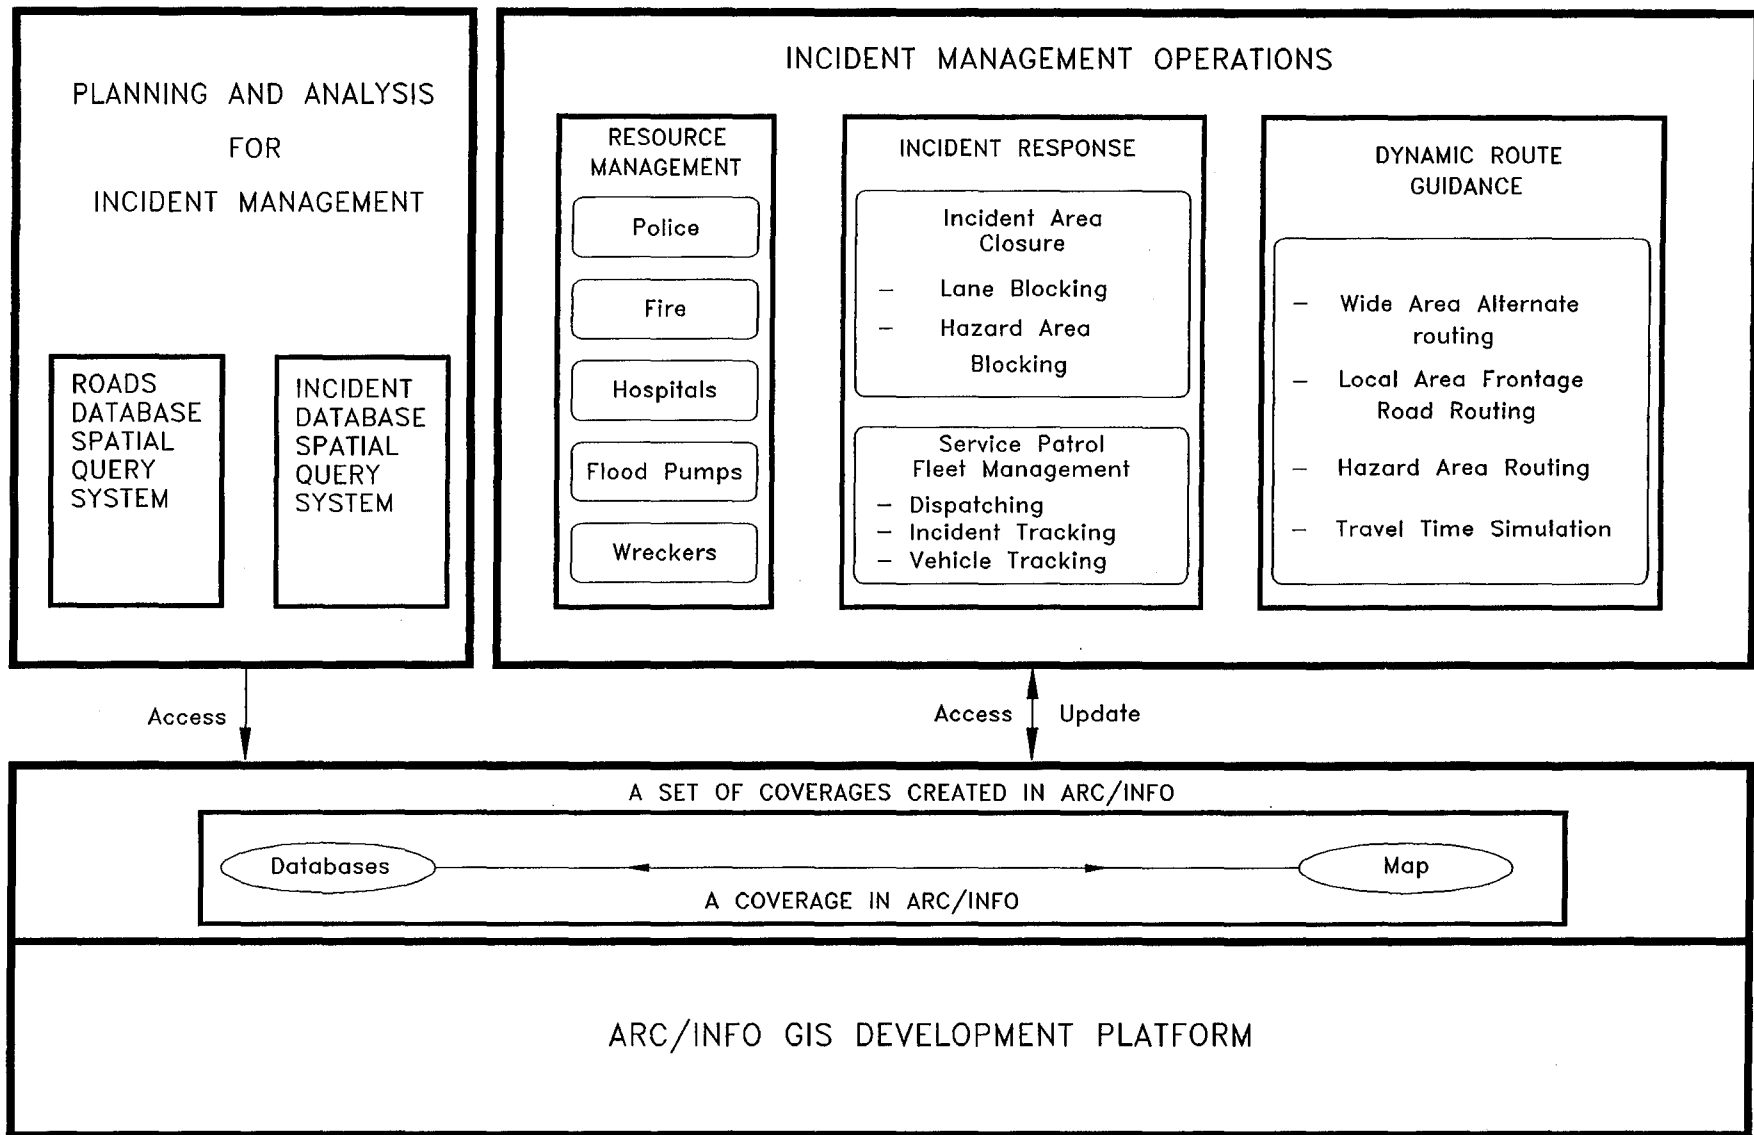 PLANNING AND ANALYSIS
FOR
INCIDENT MANAGEMENT
ROADS
DATABASE
SPATIAL
QUERY
SYSTEM
INCIDENT
DATABASE
SPATIAL
QUERY
SYSTEM
INCIDENT MANAGEMENT OPERATIONS
RESOURCE
MANAGEMENT
Police
Fire
Hospitals
Flood Pumps
Wreckers
INCIDENT RESPONSE
Incident Area
Closure
– Lane Blocking
– Hazard Area
Blocking
Service Patrol
Fleet Management
– Dispatching
– Incident Tracking
– Vehicle Tracking
DYNAMIC ROUTE
GUIDANCE
– Wide Area Alternate
routing
– Local Area Frontage
Road Routing
– Hazard Area Routing
– Travel Time Simulation
Access
Access Update
A SET OF COVERAGES CREATED IN ARC/INFO
Databases
Map
A COVERAGE IN ARC/INFO
ARC/INFO GIS DEVELOPMENT PLATFORM